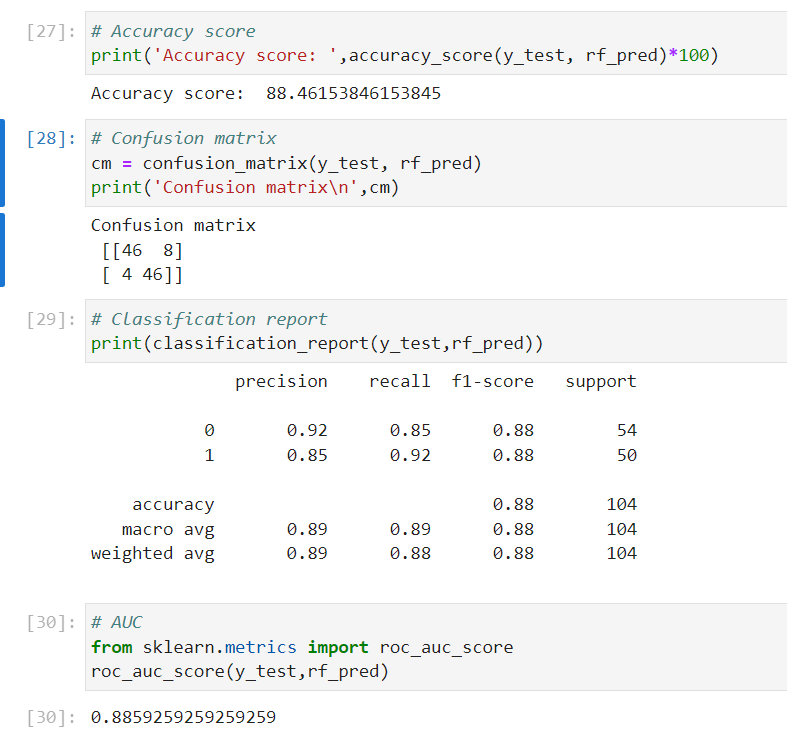 [27]: # Accuracy score
print('Accuracy score: ',accuracy_score(y_test, rf_pred)*100)
Accuracy score:  88.46153846153845
[28]: # Confusion matrix
cm = confusion_matrix(y_test, rf_pred)
print('Confusion matrix\n',cm)
Confusion matrix
 [[46  8]
 [ 4 46]]
[29]: # Classification report
print(classification_report(y_test,rf_pred))
              precision    recall  f1-score   support
           0       0.92      0.85      0.88        54
           1       0.85      0.92      0.88        50
    accuracy                           0.88       104
   macro avg       0.89      0.89      0.88       104
weighted avg       0.89      0.88      0.88       104
[30]: # AUC
from sklearn.metrics import roc_auc_score
roc_auc_score(y_test,rf_pred)
[30]: 0.8859259259259259